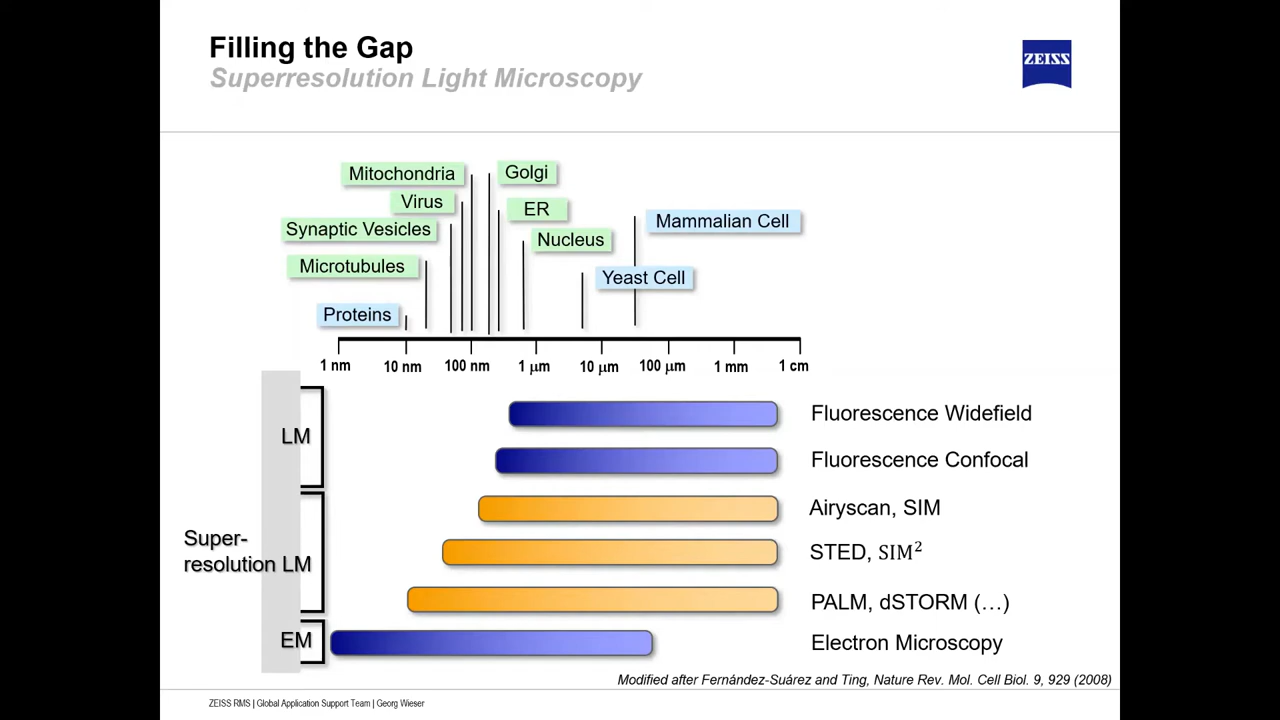 Filling the Gap
Superresolution Light Microscopy
ZEISS
Mitochondria
Golgi
Virus
ER
Synaptic Vesicles
Nucleus
Mammalian Cell
Microtubules
Yeast Cell
Proteins
1 nm 10 nm 100 nm 1 µm 10 µm 100 µm 1 mm 1 cm
LM
Fluorescence Widefield
Fluorescence Confocal
Super-
resolution LM
Airyscan, SIM
STED, SIM²
PALM, dSTORM (…)
EM
Electron Microscopy
Modified after Fernández-Suárez and Ting, Nature Rev. Mol. Cell Biol. 9, 929 (2008)
ZEISS RMS | Global Application Support Team | Georg Wieser